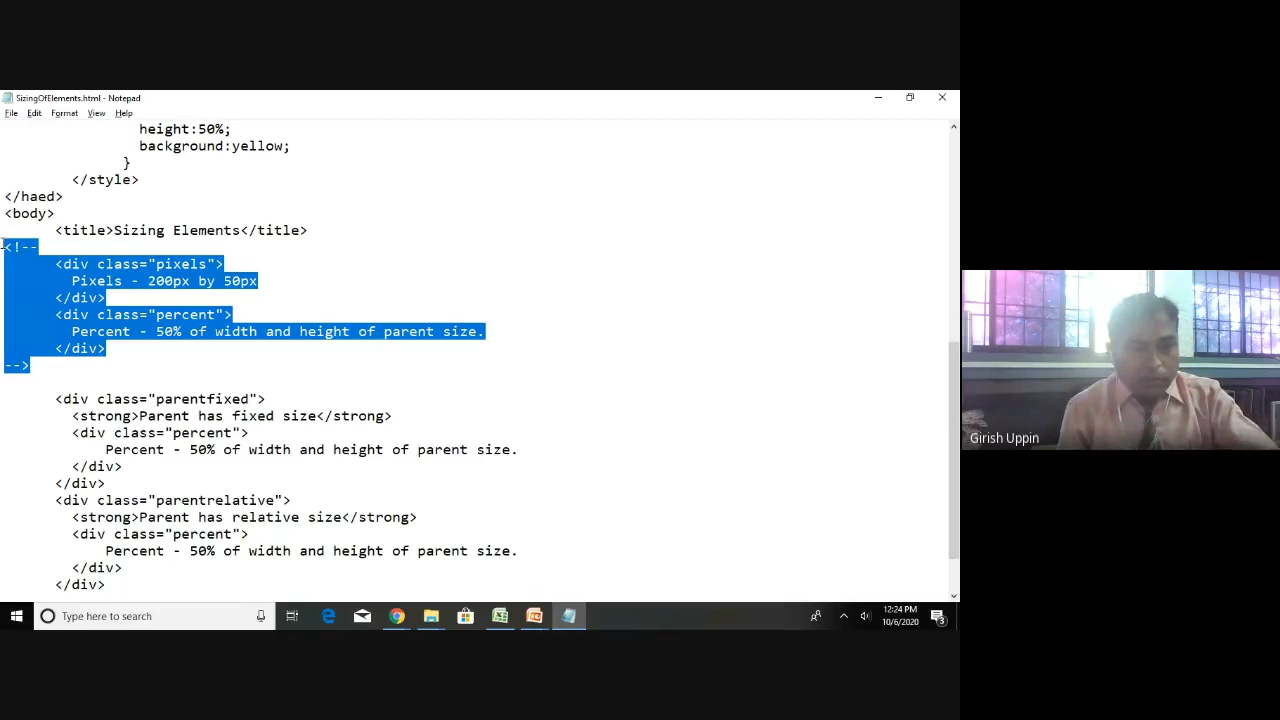 SizingOfElements.html - Notepad
File Edit Format View Help
height:50%;
background:yellow;
}
</style>
</haed>
<body>
<title>Sizing Elements</title>
<!--
<div class="pixels">
Pixels - 200px by 50px
</div>
<div class="percent">
Percent - 50% of width and height of parent size.
</div>
-->
<div class="parentfixed">
<strong>Parent has fixed size</strong>
<div class="percent">
Percent - 50% of width and height of parent size.
</div>
</div>
<div class="parentrelative">
<strong>Parent has relative size</strong>
<div class="percent">
Percent - 50% of width and height of parent size.
</div>
</div>
Girish Uppin
Type here to search
12:24 PM
10/6/2020
3